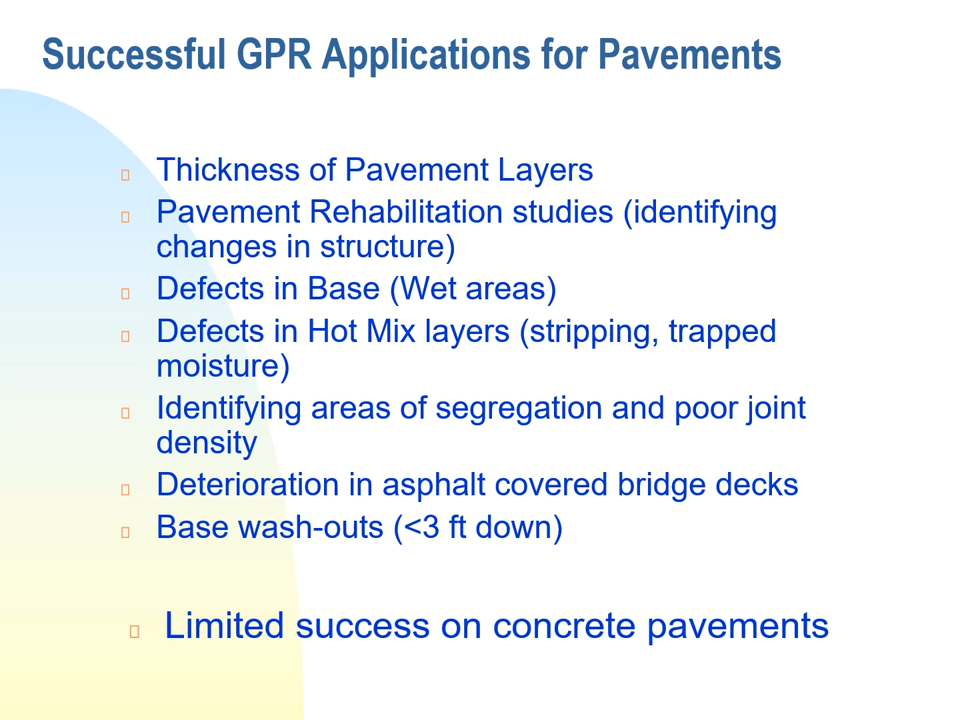 Successful GPR Applications for Pavements
Thickness of Pavement Layers
Pavement Rehabilitation studies (identifying
changes in structure)
Defects in Base (Wet areas)
Defects in Hot Mix layers (stripping, trapped
moisture)
Identifying areas of segregation and poor joint
density
Deterioration in asphalt covered bridge decks
Base wash-outs (<3 ft down)
Limited success on concrete pavements